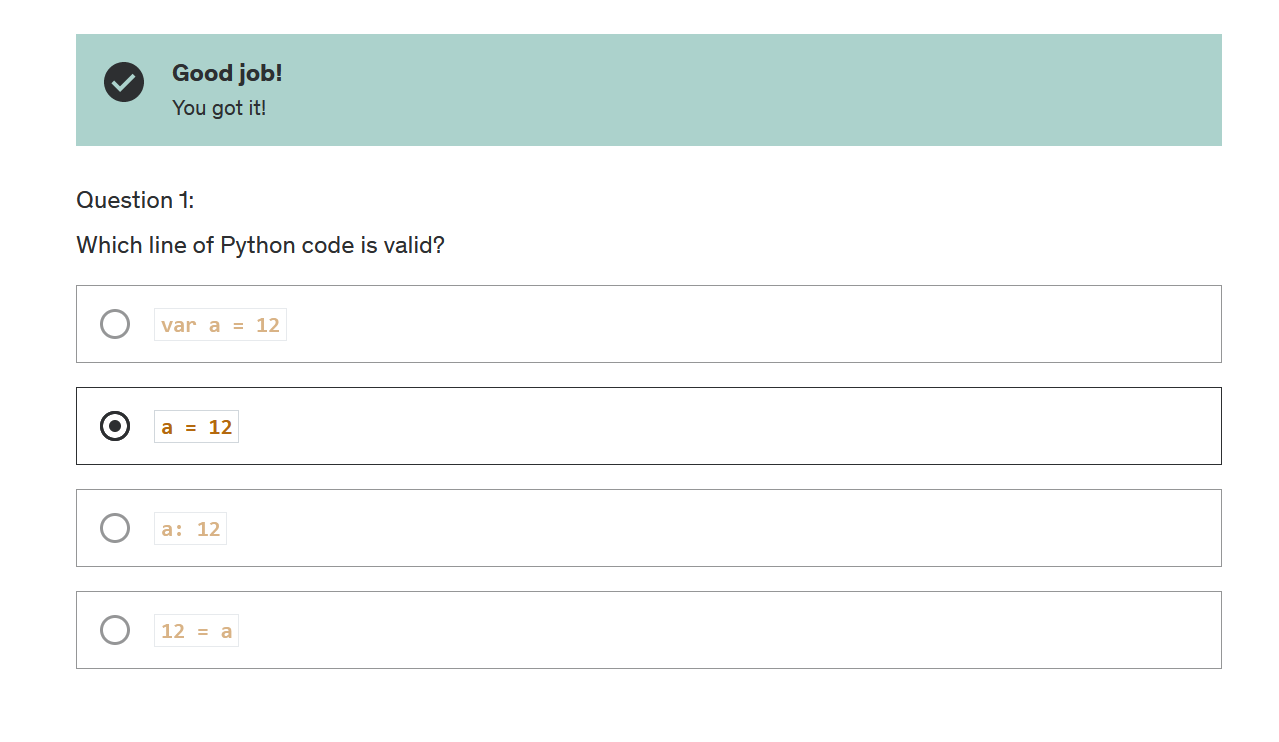 Good job!
You got it!
Question 1:
Which line of Python code is valid?
var a = 12
a = 12
a: 12
12 = a